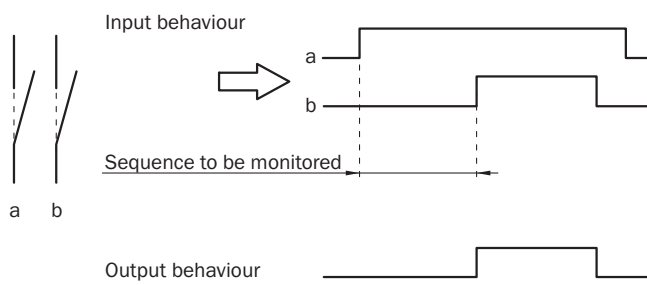 Input behaviour
a
b
Sequence to be monitored
a b
Output behaviour